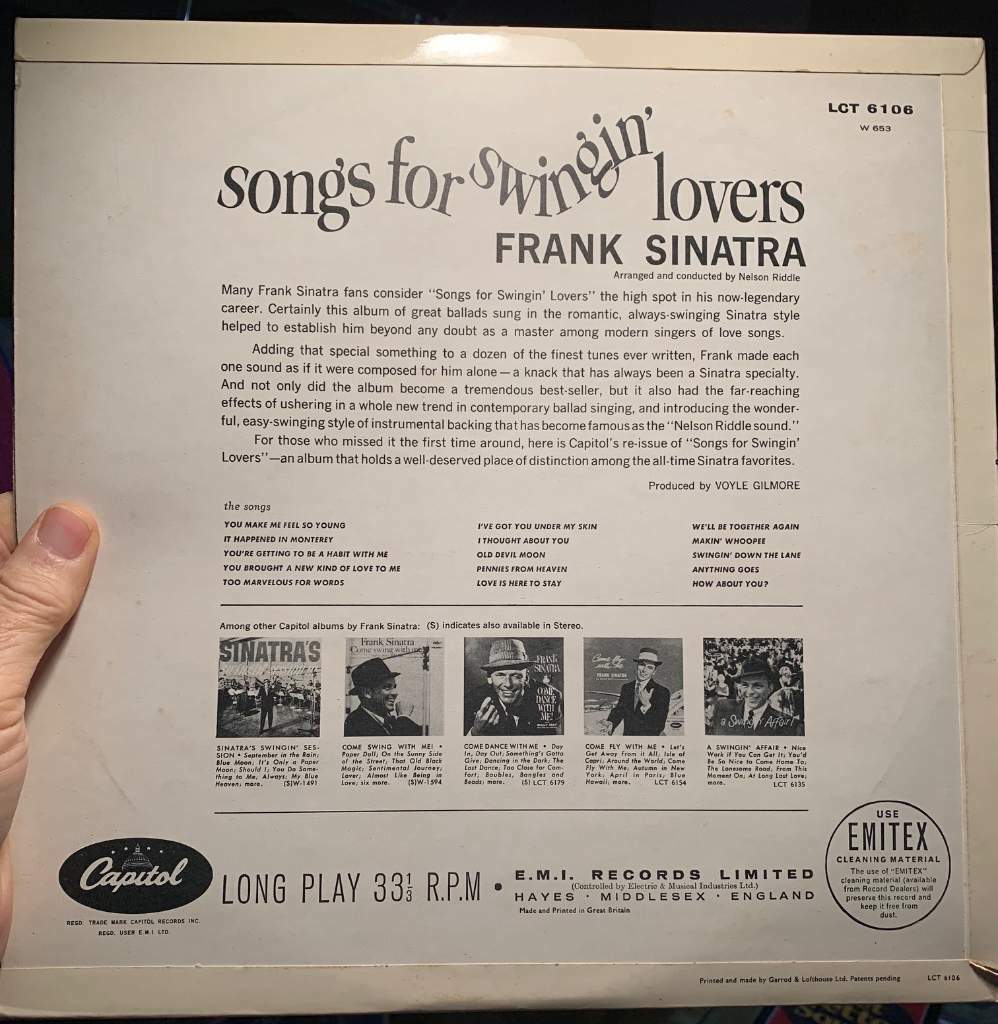 LCT 6106
W 653
songs for swingin' lovers
FRANK SINATRA
Arranged and conducted by Nelson Riddle
Many Frank Sinatra fans consider "Songs for Swingin' Lovers" the high spot in his now-legendary
career. Certainly this album of great ballads sung in the romantic, always-swinging Sinatra style
helped to establish him beyond any doubt as a master among modern singers of love songs.
Adding that special something to a dozen of the finest tunes ever written, Frank made each
one sound as if it were composed for him alone — a knack that has always been a Sinatra specialty.
And not only did the album become a tremendous best-seller, but it also had the far-reaching
effects of ushering in a whole new trend in contemporary ballad singing, and introducing the wonder-
ful, easy-swinging style of instrumental backing that has become famous as the "Nelson Riddle sound."
For those who missed it the first time around, here is Capitol's re-issue of "Songs for Swingin'
Lovers"—an album that holds a well-deserved place of distinction among the all-time Sinatra favorites.
Produced by VOYLE GILMORE
the songs
YOU MAKE ME FEEL SO YOUNG
IT HAPPENED IN MONTEREY
YOU'RE GETTING TO BE A HABIT WITH ME
YOU BROUGHT A NEW KIND OF LOVE TO ME
TOO MARVELOUS FOR WORDS
I'VE GOT YOU UNDER MY SKIN
I THOUGHT ABOUT YOU
OLD DEVIL MOON
PENNIES FROM HEAVEN
LOVE IS HERE TO STAY
WE'LL BE TOGETHER AGAIN
MAKIN' WHOOPEE
SWINGIN' DOWN THE LANE
ANYTHING GOES
HOW ABOUT YOU?
Among other Capitol albums by Frank Sinatra: (S) indicates also available in Stereo.
SINATRA'S
Frank Sinatra
Come swing with me!
FRANK
SINATRA
COME
DANCE
WITH
ME!
Come fly
with me
FRANK SINATRA
a Swingin' Affair!
SINATRA'S SWINGIN' SES-
SION • September in the Rain;
Blue Moon; It's Only a Paper
Moon; Should I; You Do Some-
thing to Me, Always; My Blue
Heaven; more. (S)W-1491
COME SWING WITH ME! •
Paper Doll; On the Sunny Side
of the Street; That Old Black
Magic; Sentimental Journey;
Lover; Almost Like Being in
Love; six more. (S)W-1594
COME DANCE WITH ME • Day
In, Day Out; Something's Gotta
Give; Dancing in the Dark; The
Last Dance; Too Close for Com-
fort; Baubles, Bangles and
Beads; more. (S) LCT 6179
COME FLY WITH ME • Let's
Get Away from it All; Isle of
Capri; Around the World; Come
Fly With Me; Autumn in New
York; April in Paris; Blue
Hawaii; more. LCT 6154
A SWINGIN' AFFAIR • Nice
Work if You Can Get It; You'd
Be So Nice to Come Home To;
The Lonesome Road; From This
Moment On; At Long Last Love;
more. LCT 6135
Capitol
REGD. TRADE MARK CAPITOL RECORDS INC.
REGD. USER E.M.I. LTD.
LONG PLAY 33⅓ R.P.M •
E.M.I. RECORDS LIMITED
(Controlled by Electric & Musical Industries Ltd.)
HAYES · MIDDLESEX · ENGLAND
Made and Printed in Great Britain
USE
EMITEX
CLEANING MATERIAL
The use of "EMITEX"
cleaning material (available
from Record Dealers) will
preserve this record and
keep it free from
dust.
Printed and made by Garrod & Lofthouse Ltd. Patents pending
LCT 6106